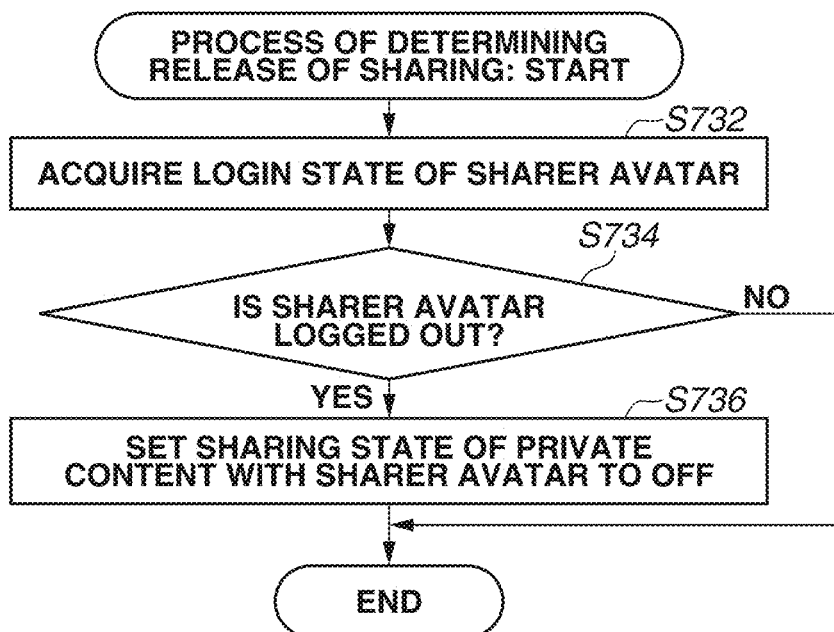 PROCESS OF DETERMINING
RELEASE OF SHARING: START
S732
ACQUIRE LOGIN STATE OF SHARER AVATAR
S734
IS SHARER AVATAR
LOGGED OUT?
NO
YES
S736
SET SHARING STATE OF PRIVATE
CONTENT WITH SHARER AVATAR TO OFF
END